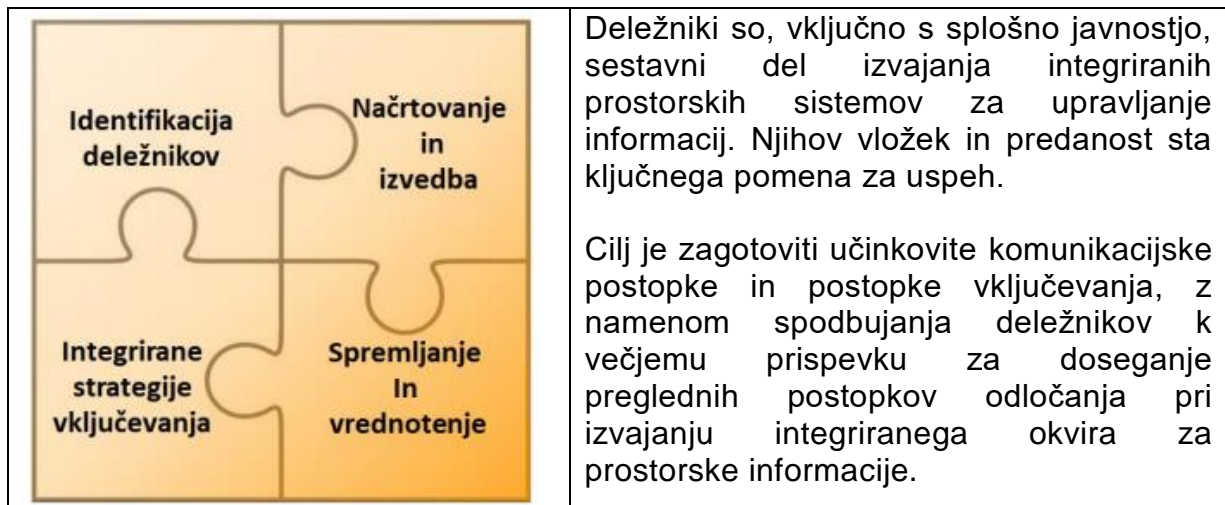 Identifikacija
deležnikov
Načrtovanje
in
izvedba
Integrirane
strategije
vključevanja
Spremljanje
In
vrednotenje
Deležniki so, vključno s splošno javnostjo,
sestavni del izvajanja integriranih
prostorskih sistemov za upravljanje
informacij. Njihov vložek in predanost sta
ključnega pomena za uspeh.
Cilj je zagotoviti učinkovite komunikacijske
postopke in postopke vključevanja, z
namenom spodbujanja deležnikov k
večjemu prispevku za doseganje
preglednih postopkov odločanja pri
izvajanju integriranega okvira za
prostorske informacije.